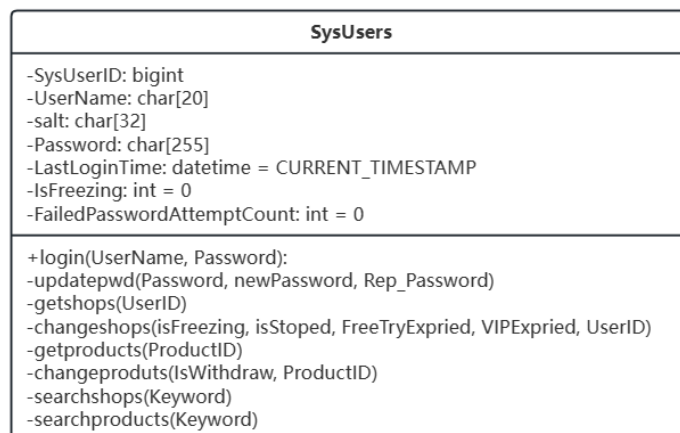 SysUsers
-SysUserID: bigint
-UserName: char[20]
-salt: char[32]
-Password: char[255]
-LastLoginTime: datetime = CURRENT_TIMESTAMP
-IsFreezing: int = 0
-FailedPasswordAttemptCount: int = 0
+login(UserName, Password):
-updatepwd(Password, newPassword, Rep_Password)
-getshops(UserID)
-changeshops(isFreezing, isStoped, FreeTryExpried, VIPExpried, UserID)
-getproducts(ProductID)
-changeproduts(IsWithdraw, ProductID)
-searchshops(Keyword)
-searchproducts(Keyword)